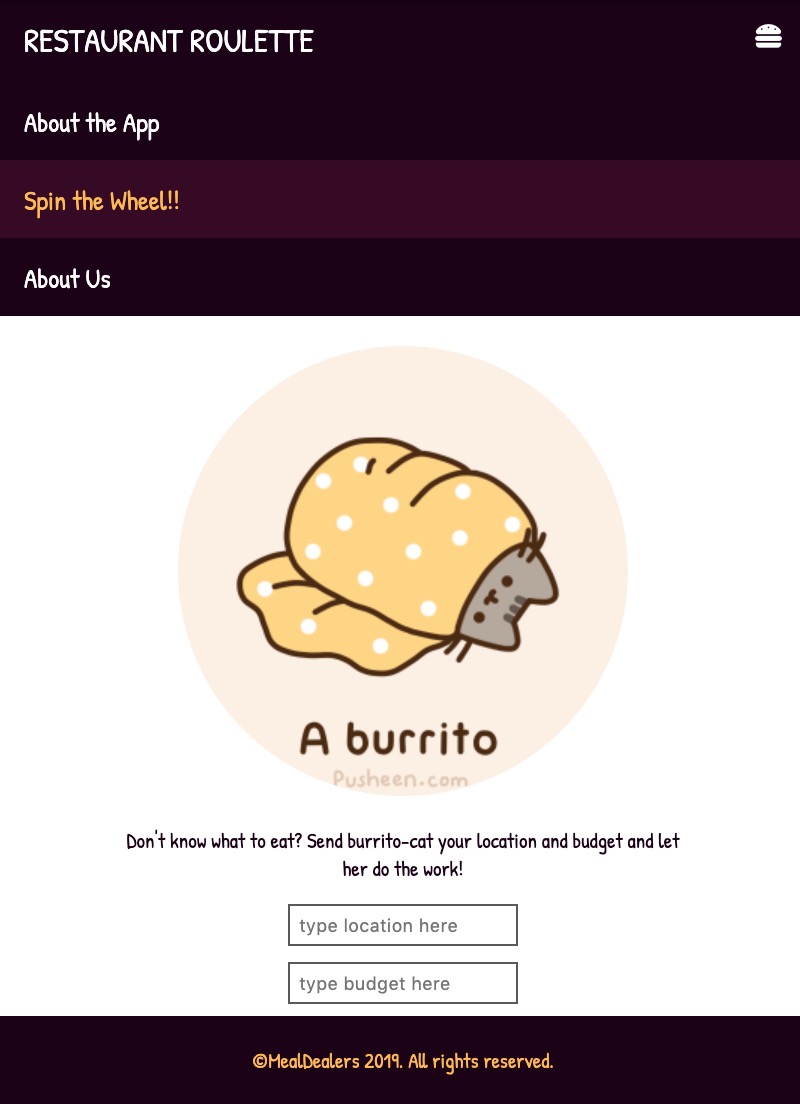 RESTAURANT ROULETTE
About the App
Spin the Wheel!!
About Us
A burrito
Pusheen.com
Don't know what to eat? Send burrito-cat your location and budget and let
her do the work!
type location here
type budget here
©MealDealers 2019. All rights reserved.